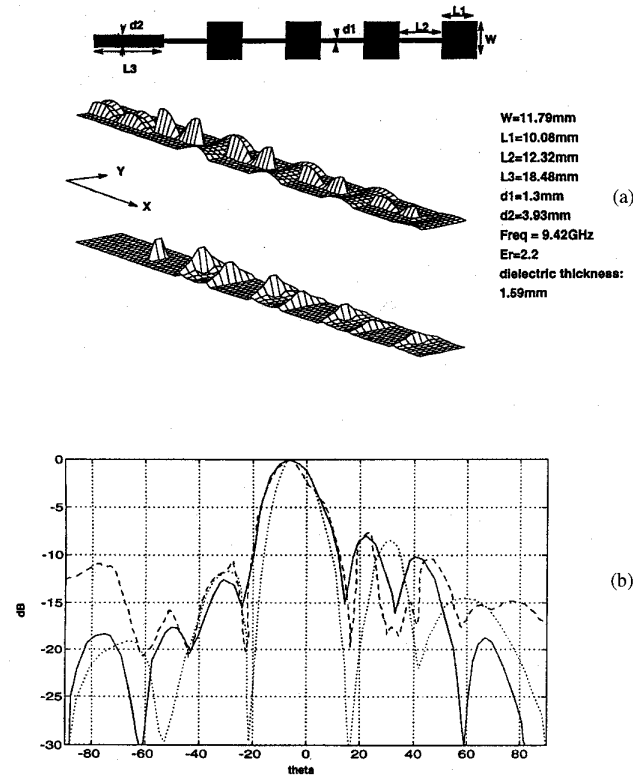 d2
L3
d1
L2
L1
W
Y
X
W=11.79mm
L1=10.08mm
L2=12.32mm
L3=18.48mm
d1=1.3mm
d2=3.93mm
Freq = 9.42GHz
Er=2.2
dielectric thickness:
1.59mm
(a)
0
-5
-10
-15
-20
-25
-30
dB
-80
-60
-40
-20
0
20
40
60
80
theta
(b)